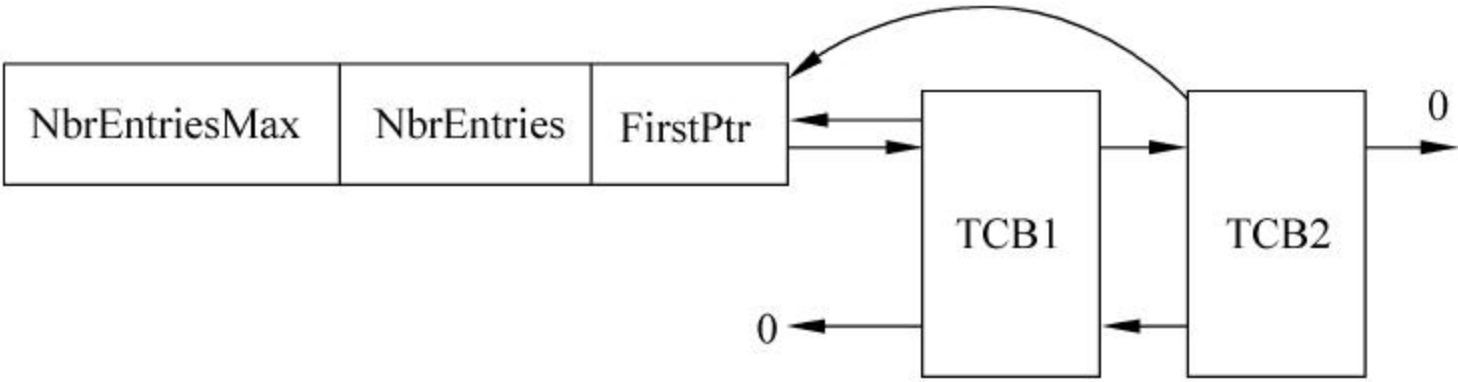 NbrEntriesMax
NbrEntries
FirstPtr
0
TCB1
TCB2
0